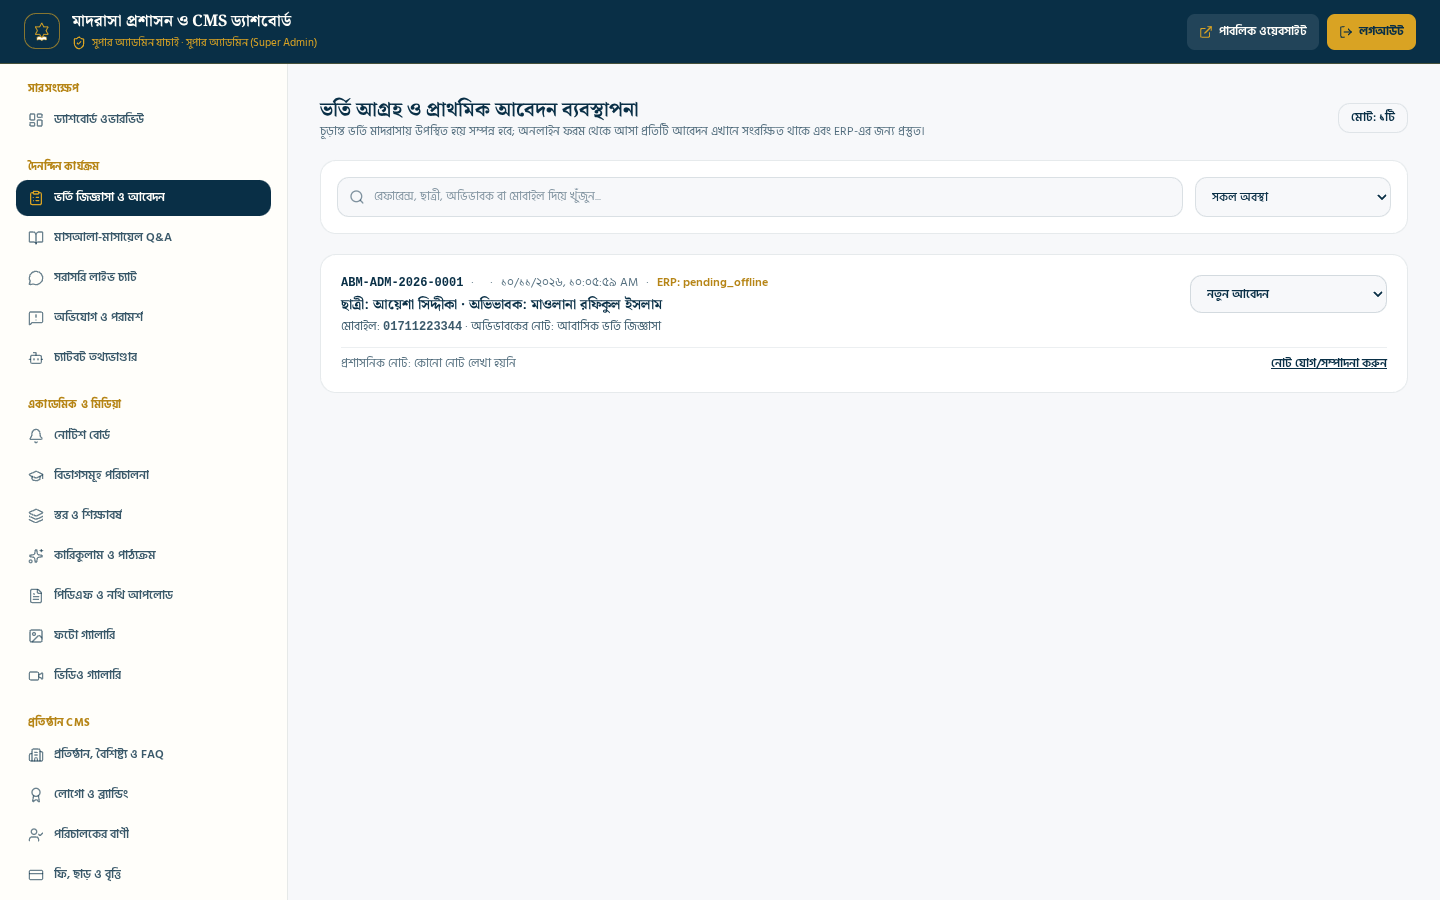 মাদরাসা প্রশাসন ও CMS ড্যাশবোর্ড
সুপার অ্যাডমিন যাচাই · সুপার অ্যাডমিন (Super Admin)
পাবলিক ওয়েবসাইট
লগআউট
সারসংক্ষেপ
ড্যাশবোর্ড ওভারভিউ
দৈনন্দিন কার্যক্রম
ভর্তি জিজ্ঞাসা ও আবেদন
মাসআলা-মাসায়েল Q&A
সরাসরি লাইভ চ্যাট
অভিযোগ ও পরামর্শ
চ্যাটবট তথ্যভাণ্ডার
একাডেমিক ও মিডিয়া
নোটিশ বোর্ড
বিভাগসমূহ পরিচালনা
স্তর ও শিক্ষাবর্ষ
কারিকুলাম ও পাঠ্যক্রম
পিডিএফ ও নথি আপলোড
ফটো গ্যালারি
ভিডিও গ্যালারি
প্রতিষ্ঠান CMS
প্রতিষ্ঠান, বৈশিষ্ট্য ও FAQ
লোগো ও ব্র্যান্ডিং
পরিচালকের বাণী
ফি, ছাড় ও বৃত্তি
ভর্তি আগ্রহ ও প্রাথমিক আবেদন ব্যবস্থাপনা
চূড়ান্ত ভর্তি মাদরাসায় উপস্থিত হয়ে সম্পন্ন হবে; অনলাইন ফরম থেকে আসা প্রতিটি আবেদন এখানে সংরক্ষিত থাকে এবং ERP-এর জন্য প্রস্তুত।
মোট: ১টি
রেফারেন্স, ছাত্রী, অভিভাবক বা মোবাইল দিয়ে খুঁজুন...
সকল অবস্থা
ABM-ADM-2026-0001 · · ১০/১১/২০২৬, ১০:০৫:৫৯ AM · ERP: pending_offline
ছাত্রী: আয়েশা সিদ্দীকা · অভিভাবক: মাওলানা রফিকুল ইসলাম
মোবাইল: 01711223344 · অভিভাবকের নোট: আবাসিক ভর্তি জিজ্ঞাসা
নতুন আবেদন
প্রশাসনিক নোট: কোনো নোট লেখা হয়নি
নোট যোগ/সম্পাদনা করুন